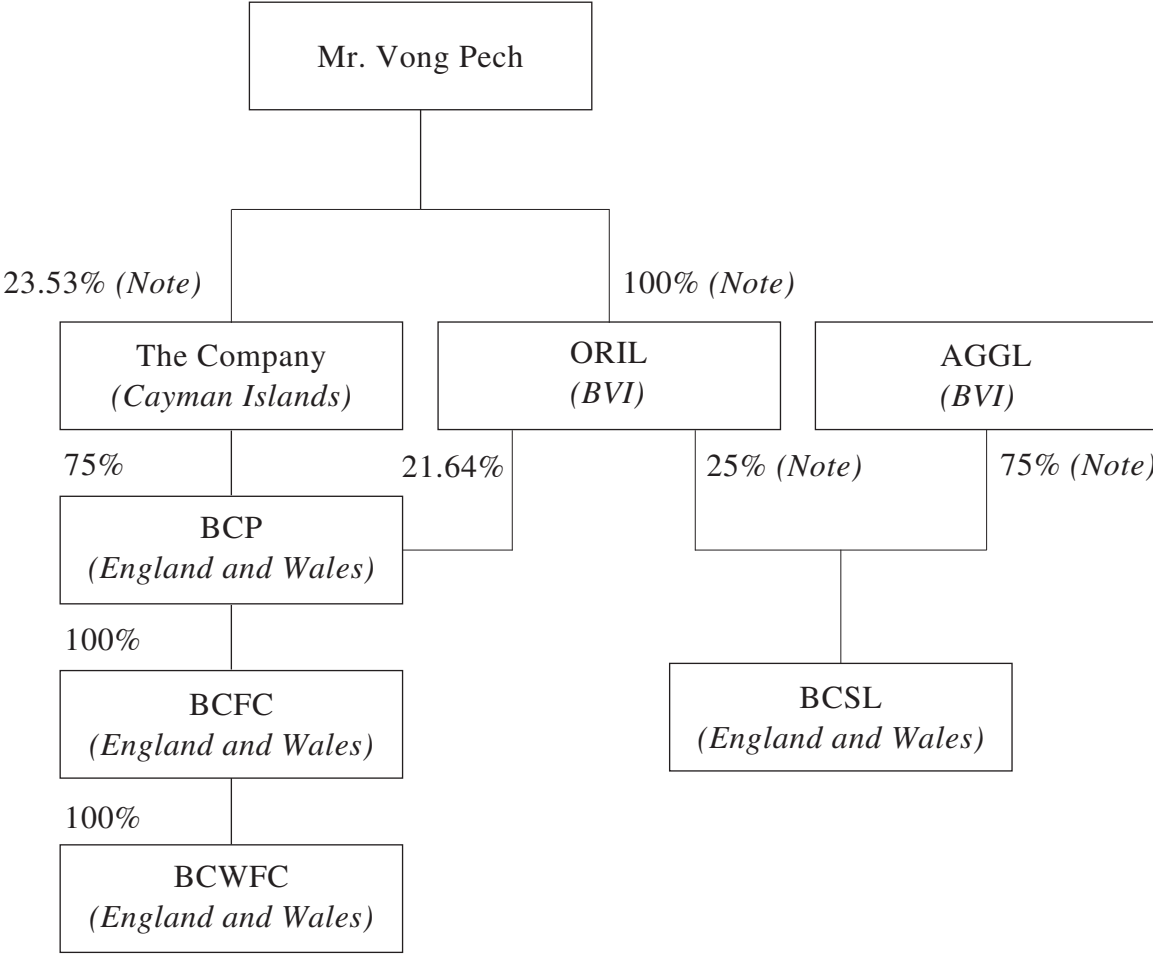 Mr. Vong Pech
23.53% (Note)
100% (Note)
The Company
(Cayman Islands)
ORIL
(BVI)
AGGL
(BVI)
75%
21.64%
25% (Note)
75% (Note)
BCP
(England and Wales)
100%
BCFC
(England and Wales)
BCSL
(England and Wales)
100%
BCWFC
(England and Wales)